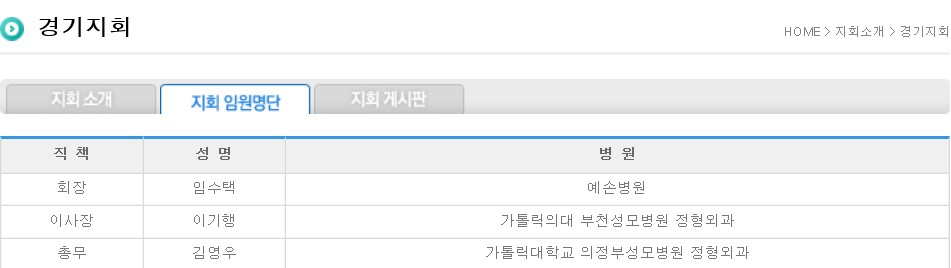 경기지회
HOME > 지회소개 > 경기지회
지회 소개 지회 임원명단 지회 게시판
직 책 성 명 병 원
회장 임수택 예손병원
이사장 이기행 가톨릭의대 부천성모병원 정형외과
총무 김영우 가톨릭대학교 의정부성모병원 정형외과